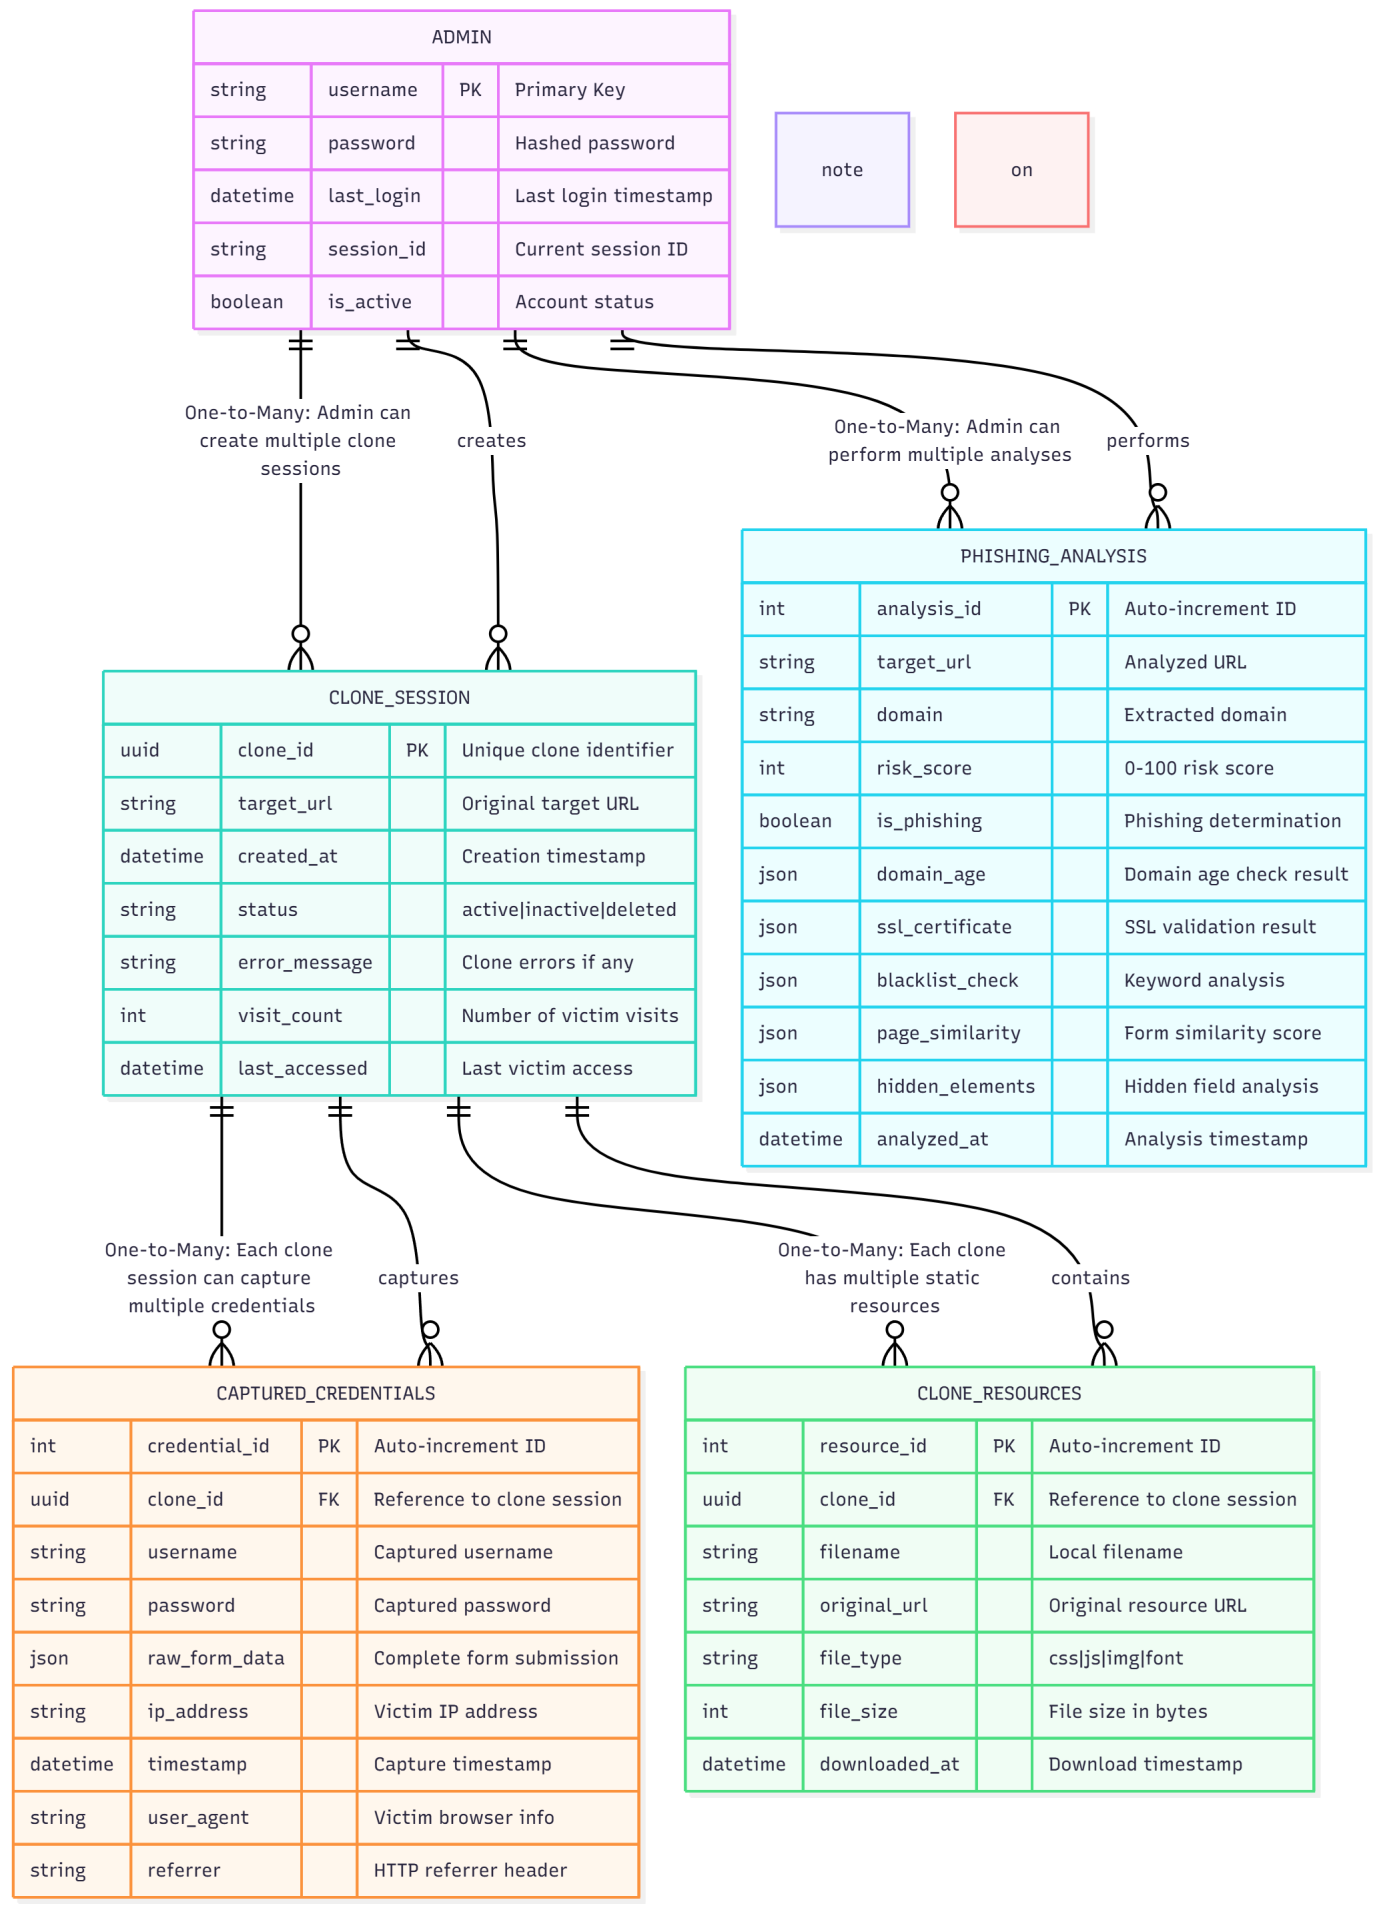 ADMIN
string username PK Primary Key
string password Hashed password
datetime last_login Last login timestamp
string session_id Current session ID
boolean is_active Account status
note
on
One-to-Many: Admin can
create multiple clone
sessions
creates
One-to-Many: Admin can
perform multiple analyses
performs
PHISHING_ANALYSIS
int analysis_id PK Auto-increment ID
string target_url Analyzed URL
string domain Extracted domain
int risk_score 0-100 risk score
boolean is_phishing Phishing determination
json domain_age Domain age check result
json ssl_certificate SSL validation result
json blacklist_check Keyword analysis
json page_similarity Form similarity score
json hidden_elements Hidden field analysis
datetime analyzed_at Analysis timestamp
CLONE_SESSION
uuid clone_id PK Unique clone identifier
string target_url Original target URL
datetime created_at Creation timestamp
string status active|inactive|deleted
string error_message Clone errors if any
int visit_count Number of victim visits
datetime last_accessed Last victim access
One-to-Many: Each clone
session can capture
multiple credentials
captures
One-to-Many: Each clone
has multiple static
resources
contains
CAPTURED_CREDENTIALS
int credential_id PK Auto-increment ID
uuid clone_id FK Reference to clone session
string username Captured username
string password Captured password
json raw_form_data Complete form submission
string ip_address Victim IP address
datetime timestamp Capture timestamp
string user_agent Victim browser info
string referrer HTTP referrer header
CLONE_RESOURCES
int resource_id PK Auto-increment ID
uuid clone_id FK Reference to clone session
string filename Local filename
string original_url Original resource URL
string file_type css|js|img|font
int file_size File size in bytes
datetime downloaded_at Download timestamp